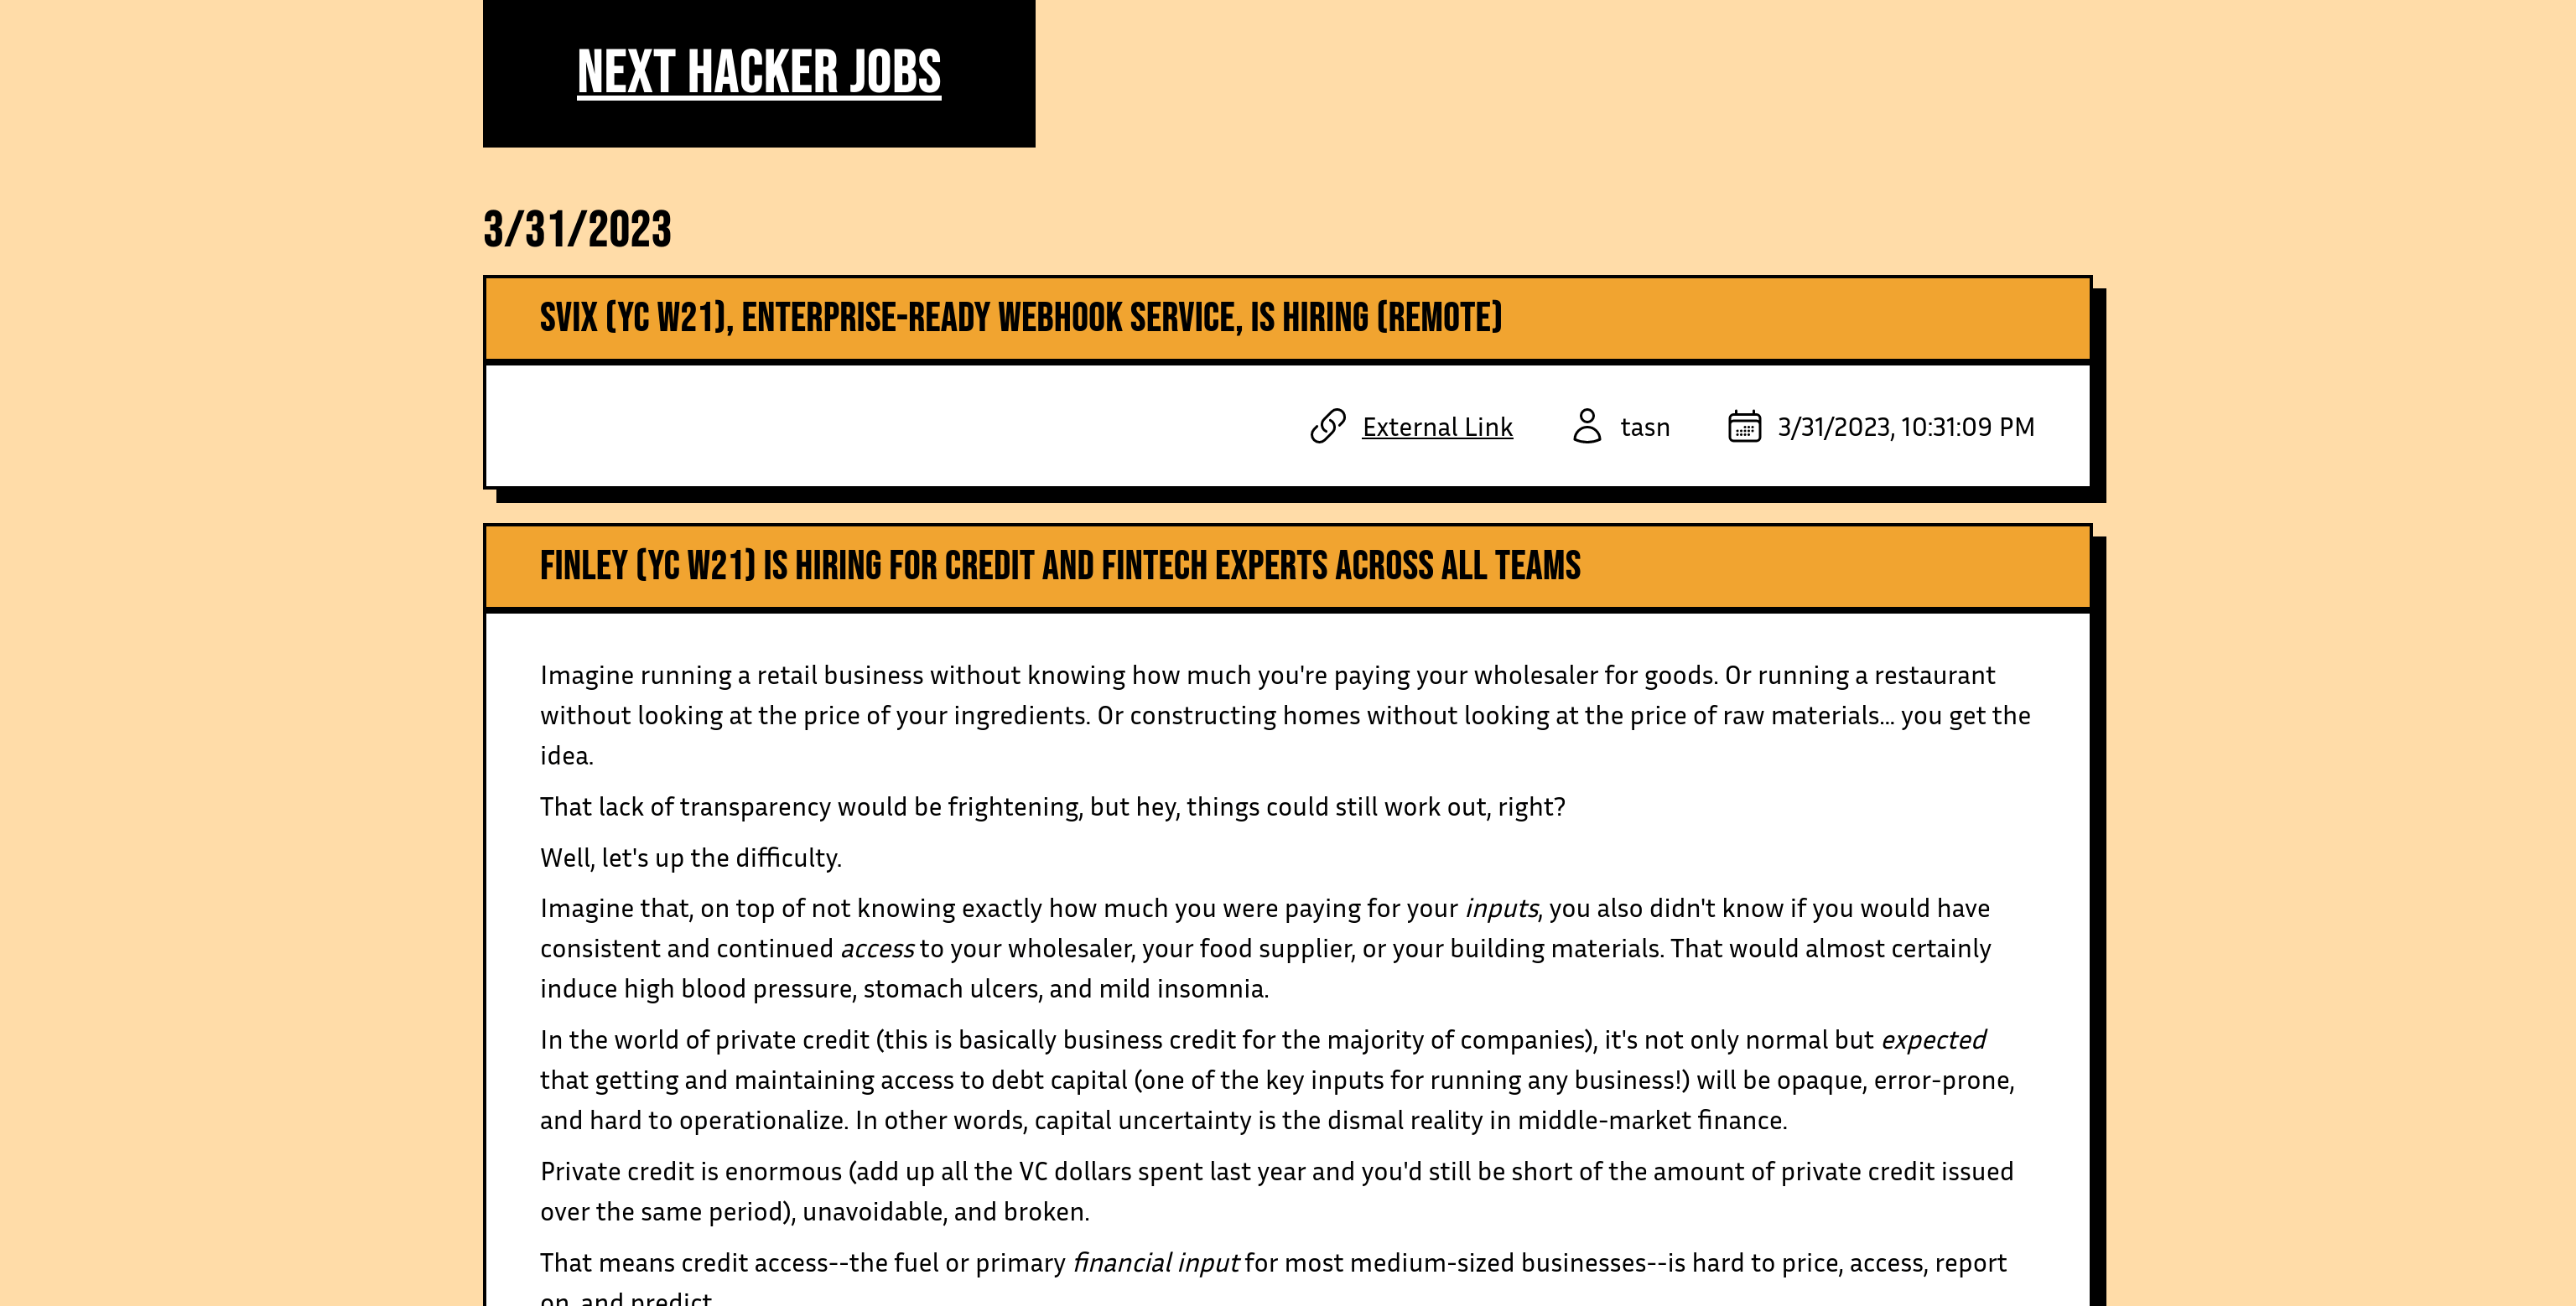 NEXT HACKER JOBS
3/31/2023
SVIX (YC W21), ENTERPRISE-READY WEBHOOK SERVICE, IS HIRING (REMOTE)
External Link tasn 3/31/2023, 10:31:09 PM
FINLEY (YC W21) IS HIRING FOR CREDIT AND FINTECH EXPERTS ACROSS ALL TEAMS
Imagine running a retail business without knowing how much you're paying your wholesaler for goods. Or running a restaurant
without looking at the price of your ingredients. Or constructing homes without looking at the price of raw materials... you get the
idea.
That lack of transparency would be frightening, but hey, things could still work out, right?
Well, let's up the difficulty.
Imagine that, on top of not knowing exactly how much you were paying for your inputs, you also didn't know if you would have
consistent and continued access to your wholesaler, your food supplier, or your building materials. That would almost certainly
induce high blood pressure, stomach ulcers, and mild insomnia.
In the world of private credit (this is basically business credit for the majority of companies), it's not only normal but expected
that getting and maintaining access to debt capital (one of the key inputs for running any business!) will be opaque, error-prone,
and hard to operationalize. In other words, capital uncertainty is the dismal reality in middle-market finance.
Private credit is enormous (add up all the VC dollars spent last year and you'd still be short of the amount of private credit issued
over the same period), unavoidable, and broken.
That means credit access--the fuel or primary financial input for most medium-sized businesses--is hard to price, access, report
on, and predict.